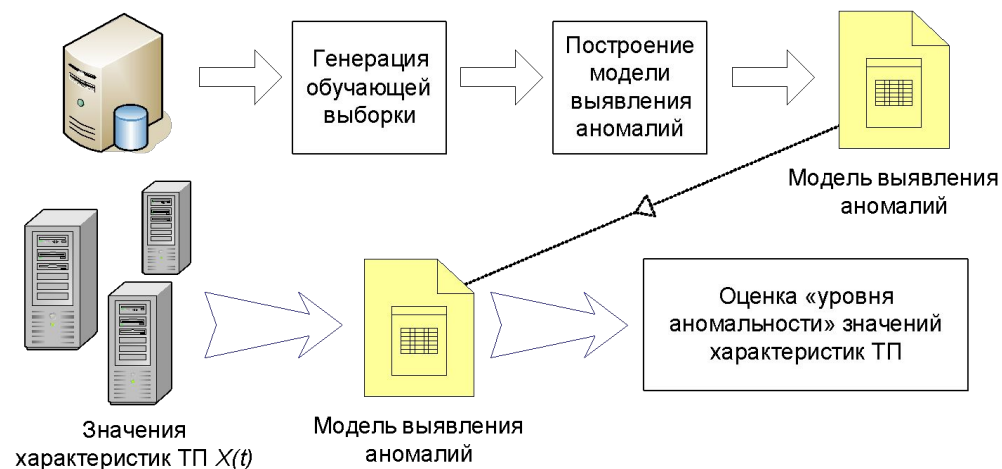 Генерация
обучающей
выборки
Построение
модели
выявления
аномалий
Модель выявления
аномалий
Оценка «уровня
аномальности» значений
характеристик ТП
Значения
характеристик ТП X(t)
Модель выявления
аномалий